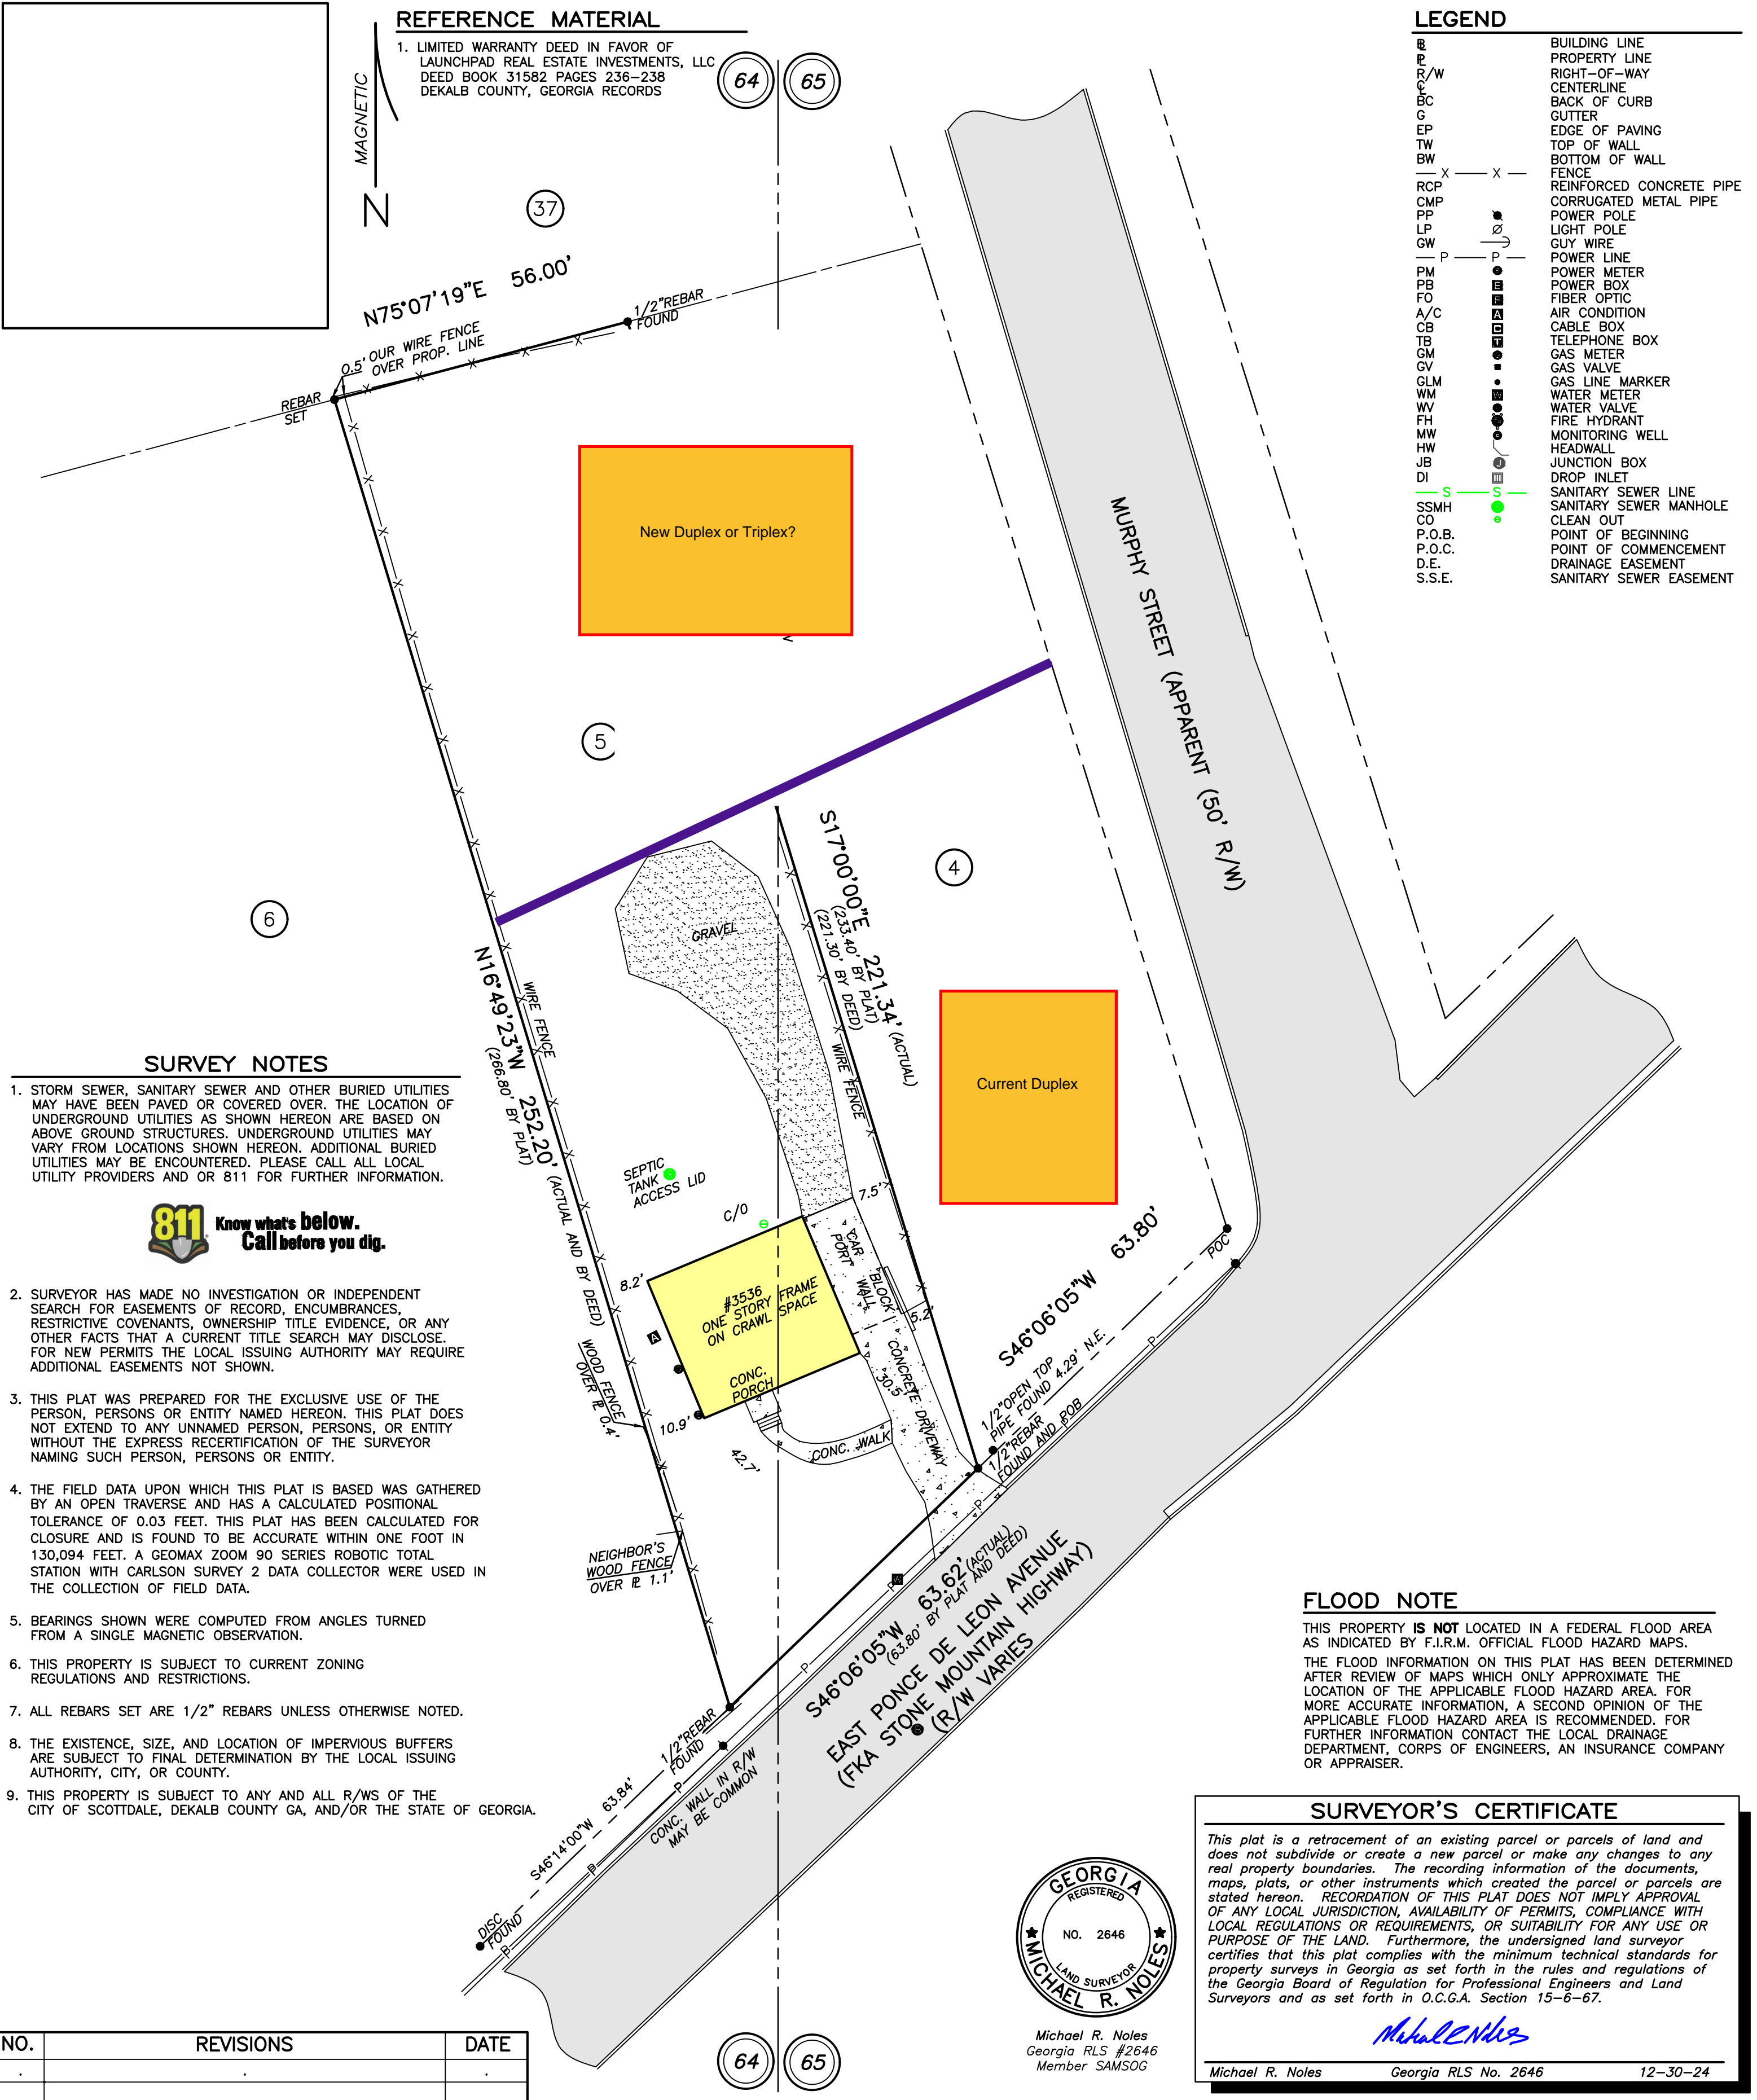 REFERENCE MATERIAL
1. LIMITED WARRANTY DEED IN FAVOR OF
LAUNCHPAD REAL ESTATE INVESTMENTS, LLC
DEED BOOK 31582 PAGES 236-238
DEKALB COUNTY, GEORGIA RECORDS
MAGNETIC
N
64
65
37
LEGEND
BL BUILDING LINE
PL PROPERTY LINE
R/W RIGHT-OF-WAY
CL CENTERLINE
BC BACK OF CURB
G GUTTER
EP EDGE OF PAVING
TW TOP OF WALL
BW BOTTOM OF WALL
X X FENCE
RCP REINFORCED CONCRETE PIPE
CMP CORRUGATED METAL PIPE
PP POWER POLE
LP LIGHT POLE
GW GUY WIRE
P P POWER LINE
PM POWER METER
PB E POWER BOX
FO F FIBER OPTIC
A/C A AIR CONDITION
CB C CABLE BOX
TB T TELEPHONE BOX
GM GAS METER
GV GAS VALVE
GLM GAS LINE MARKER
WM W WATER METER
WV WATER VALVE
FH FIRE HYDRANT
MW MONITORING WELL
HW HEADWALL
JB J JUNCTION BOX
DI DROP INLET
S S SANITARY SEWER LINE
SSMH SANITARY SEWER MANHOLE
CO CLEAN OUT
P.O.B. POINT OF BEGINNING
P.O.C. POINT OF COMMENCEMENT
D.E. DRAINAGE EASEMENT
S.S.E. SANITARY SEWER EASEMENT
N75°07'19"E 56.00'
1/2"REBAR
FOUND
0.5' OUR WIRE FENCE
OVER PROP. LINE
REBAR
SET
New Duplex or Triplex?
MURPHY STREET (APPARENT (50' R/W)
5
4
6
S17°00'00"E 221.34' (ACTUAL)
(233.40' BY PLAT)
(221.30' BY DEED)
WIRE FENCE
GRAVEL
N16°49'23"W 252.20' (ACTUAL AND BY DEED)
(266.80' BY PLAT)
WIRE FENCE
Current Duplex
SEPTIC
TANK
ACCESS LID
C/O
7.5'
8.2'
CAR
PORT
BLOCK
WALL
5.2'
#3536
ONE STORY FRAME
ON CRAWL SPACE
A
CONC.
PORCH
30.5'
CONCRETE DRIVEWAY
10.9'
42.7'
CONC. WALK
WOOD FENCE
OVER PL 0.4'
NEIGHBOR'S
WOOD FENCE
OVER PL 1.1'
S46°06'05"W 63.80'
POC
1/2"OPEN TOP
PIPE FOUND 4.29' N.E.
1/2"REBAR
FOUND AND POB
W
S46°06'05"W 63.62' (ACTUAL)
(63.80' BY PLAT AND DEED)
EAST PONCE DE LEON AVENUE
(FKA STONE MOUNTAIN HIGHWAY)
(R/W VARIES
1/2"REBAR
FOUND
CONC. WALL IN R/W
MAY BE COMMON
S46°14'00"W 63.84'
DISC
FOUND
SURVEY NOTES
1. STORM SEWER, SANITARY SEWER AND OTHER BURIED UTILITIES
MAY HAVE BEEN PAVED OR COVERED OVER. THE LOCATION OF
UNDERGROUND UTILITIES AS SHOWN HEREON ARE BASED ON
ABOVE GROUND STRUCTURES. UNDERGROUND UTILITIES MAY
VARY FROM LOCATIONS SHOWN HEREON. ADDITIONAL BURIED
UTILITIES MAY BE ENCOUNTERED. PLEASE CALL ALL LOCAL
UTILITY PROVIDERS AND OR 811 FOR FURTHER INFORMATION.
811 Know what's below.
Call before you dig.
2. SURVEYOR HAS MADE NO INVESTIGATION OR INDEPENDENT
SEARCH FOR EASEMENTS OF RECORD, ENCUMBRANCES,
RESTRICTIVE COVENANTS, OWNERSHIP TITLE EVIDENCE, OR ANY
OTHER FACTS THAT A CURRENT TITLE SEARCH MAY DISCLOSE.
FOR NEW PERMITS THE LOCAL ISSUING AUTHORITY MAY REQUIRE
ADDITIONAL EASEMENTS NOT SHOWN.
3. THIS PLAT WAS PREPARED FOR THE EXCLUSIVE USE OF THE
PERSON, PERSONS OR ENTITY NAMED HEREON. THIS PLAT DOES
NOT EXTEND TO ANY UNNAMED PERSON, PERSONS, OR ENTITY
WITHOUT THE EXPRESS RECERTIFICATION OF THE SURVEYOR
NAMING SUCH PERSON, PERSONS OR ENTITY.
4. THE FIELD DATA UPON WHICH THIS PLAT IS BASED WAS GATHERED
BY AN OPEN TRAVERSE AND HAS A CALCULATED POSITIONAL
TOLERANCE OF 0.03 FEET. THIS PLAT HAS BEEN CALCULATED FOR
CLOSURE AND IS FOUND TO BE ACCURATE WITHIN ONE FOOT IN
130,094 FEET. A GEOMAX ZOOM 90 SERIES ROBOTIC TOTAL
STATION WITH CARLSON SURVEY 2 DATA COLLECTOR WERE USED IN
THE COLLECTION OF FIELD DATA.
5. BEARINGS SHOWN WERE COMPUTED FROM ANGLES TURNED
FROM A SINGLE MAGNETIC OBSERVATION.
6. THIS PROPERTY IS SUBJECT TO CURRENT ZONING
REGULATIONS AND RESTRICTIONS.
7. ALL REBARS SET ARE 1/2" REBARS UNLESS OTHERWISE NOTED.
8. THE EXISTENCE, SIZE, AND LOCATION OF IMPERVIOUS BUFFERS
ARE SUBJECT TO FINAL DETERMINATION BY THE LOCAL ISSUING
AUTHORITY, CITY, OR COUNTY.
9. THIS PROPERTY IS SUBJECT TO ANY AND ALL R/WS OF THE
CITY OF SCOTTDALE, DEKALB COUNTY GA, AND/OR THE STATE OF GEORGIA.
FLOOD NOTE
THIS PROPERTY IS NOT LOCATED IN A FEDERAL FLOOD AREA
AS INDICATED BY F.I.R.M. OFFICIAL FLOOD HAZARD MAPS.
THE FLOOD INFORMATION ON THIS PLAT HAS BEEN DETERMINED
AFTER REVIEW OF MAPS WHICH ONLY APPROXIMATE THE
LOCATION OF THE APPLICABLE FLOOD HAZARD AREA. FOR
MORE ACCURATE INFORMATION, A SECOND OPINION OF THE
APPLICABLE FLOOD HAZARD AREA IS RECOMMENDED. FOR
FURTHER INFORMATION CONTACT THE LOCAL DRAINAGE
DEPARTMENT, CORPS OF ENGINEERS, AN INSURANCE COMPANY
OR APPRAISER.
SURVEYOR'S CERTIFICATE
This plat is a retracement of an existing parcel or parcels of land and
does not subdivide or create a new parcel or make any changes to any
real property boundaries. The recording information of the documents,
maps, plats, or other instruments which created the parcel or parcels are
stated hereon. RECORDATION OF THIS PLAT DOES NOT IMPLY APPROVAL
OF ANY LOCAL JURISDICTION, AVAILABILITY OF PERMITS, COMPLIANCE WITH
LOCAL REGULATIONS OR REQUIREMENTS, OR SUITABILITY FOR ANY USE OR
PURPOSE OF THE LAND. Furthermore, the undersigned land surveyor
certifies that this plat complies with the minimum technical standards for
property surveys in Georgia as set forth in the rules and regulations of
the Georgia Board of Regulation for Professional Engineers and Land
Surveyors and as set forth in O.C.G.A. Section 15-6-67.
Michael R. Noles Georgia RLS No. 2646 12-30-24
GEORGIA
REGISTERED
NO. 2646
LAND SURVEYOR
MICHAEL R. NOLES
Michael R. Noles
Georgia RLS #2646
Member SAMSOG
64
65
NO. REVISIONS DATE